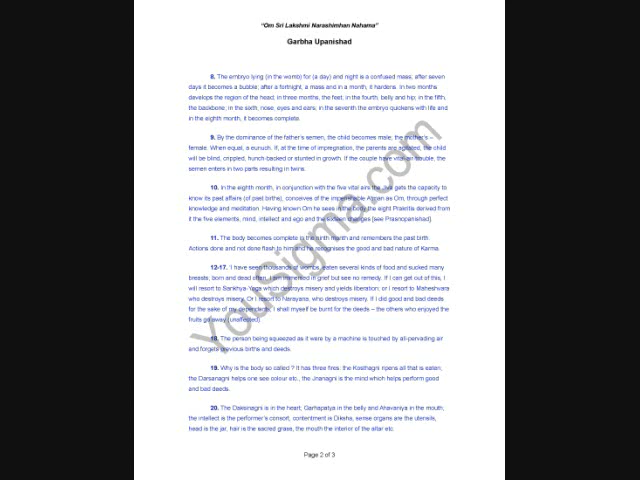 "Om Sri Lakshmi Narashimhan Nahama"
Garbha Upanishad
8. The embryo lying (in the womb) for (a day) and night is a confused mass; after seven
days it becomes a bubble; after a fortnight, a mass and in a month, it hardens. In two months
develops the region of the head; in three months, the feet; in the fourth, belly and hip; in the fifth,
the backbone; in the sixth, nose, eyes and ears; in the seventh the embryo quickens with life and
in the eighth month, it becomes complete.
9. By the dominance of the father's semen, the child becomes male; the mother's –
female. When equal, a eunuch. If, at the time of impregnation, the parents are agitated, the child
will be blind, crippled, hunch-backed or stunted in growth. If the couple have vital-air-trouble, the
semen enters in two parts resulting in twins.
10. In the eighth month, in conjunction with the five vital airs the Jiva gets the capacity to
know its past affairs (of past births), conceives of the imperishable Atman as Om, through perfect
knowledge and meditation. Having known Om he sees in the body the eight Prakritis derived from
it the five elements, mind, intellect and ego and the sixteen changes [see Prasnopanishad].
11. The body becomes complete in the ninth month and remembers the past birth.
Actions done and not done flash to him and he recognises the good and bad nature of Karma.
12-17. 'I have seen thousands of wombs, eaten several kinds of food and sucked many
breasts; born and dead often, I am immersed in grief but see no remedy. If I can get out of this, I
will resort to Sankhya-Yoga which destroys misery and yields liberation; or I resort to Maheshvara
who destroys misery. Or I resort to Narayana, who destroys misery. If I did good and bad deeds
for the sake of my dependents, I shall myself be burnt for the deeds – the others who enjoyed the
fruits go away (unaffected).
18. The person being squeezed as it were by a machine is touched by all-pervading air
and forgets previous births and deeds.
19. Why is the body so called ? It has three fires: the Kosthagni ripens all that is eaten;
the Darsanagni helps one see colour etc., the Jnanagni is the mind which helps perform good
and bad deeds.
20. The Daksinagni is in the heart; Garhapatya in the belly and Ahavaniya in the mouth;
the intellect is the performer's consort, contentment is Diksha, sense organs are the utensils,
head is the jar, hair is the sacred grass, the mouth the interior of the altar etc.
Page 2 of 3
YouSigma.com